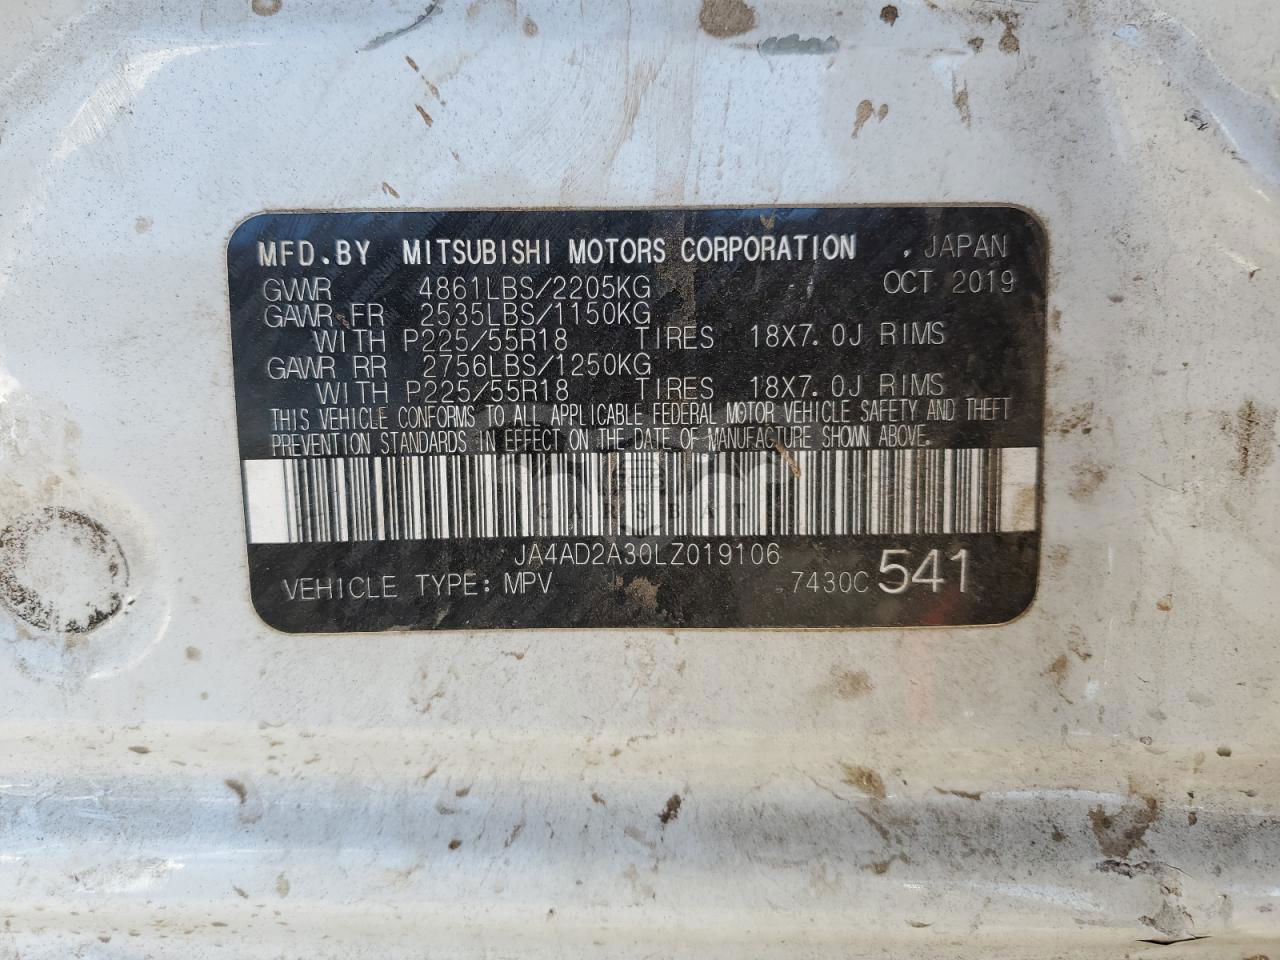 MFD.BY MITSUBISHI MOTORS CORPORATION , JAPAN
GVWR 4861LBS/2205KG OCT 2019
GAWR FR 2535LBS/1150KG
WITH P225/55R18 TIRES 18X7.0J RIMS
GAWR RR 2756LBS/1250KG
WITH P225/55R18 TIRES 18X7.0J RIMS
THIS VEHICLE CONFORMS TO ALL APPLICABLE FEDERAL MOTOR VEHICLE SAFETY AND THEFT
PREVENTION STANDARDS IN EFFECT ON THE DATE OF MANUFACTURE SHOWN ABOVE.
JA4AD2A30LZ019106
VEHICLE TYPE: MPV 7430C 541